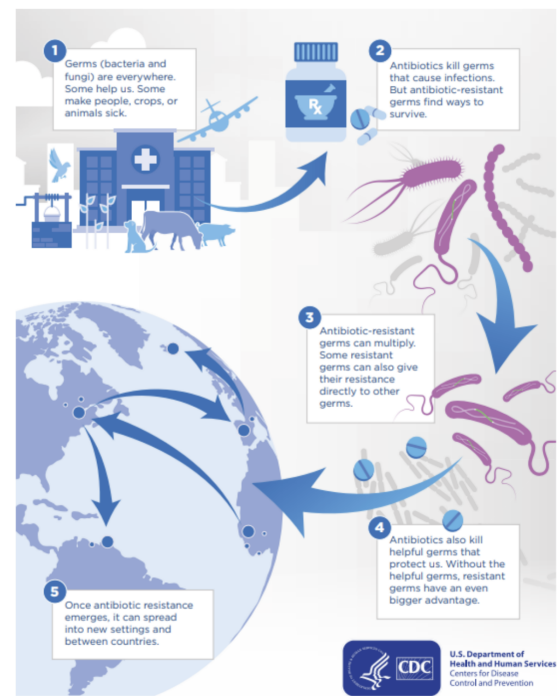 1
Germs (bacteria and
fungi) are everywhere.
Some help us. Some
make people, crops, or
animals sick.
2
Antibiotics kill germs
that cause infections.
But antibiotic-resistant
germs find ways to
survive.
Rx
3
Antibiotic-resistant
germs can multiply.
Some resistant
germs can also give
their resistance
directly to other
germs.
4
Antibiotics also kill
helpful germs that
protect us. Without the
helpful germs, resistant
germs have an even
bigger advantage.
5
Once antibiotic resistance
emerges, it can spread
into new settings and
between countries.
CDC
U.S. Department of
Health and Human Services
Centers for Disease
Control and Prevention